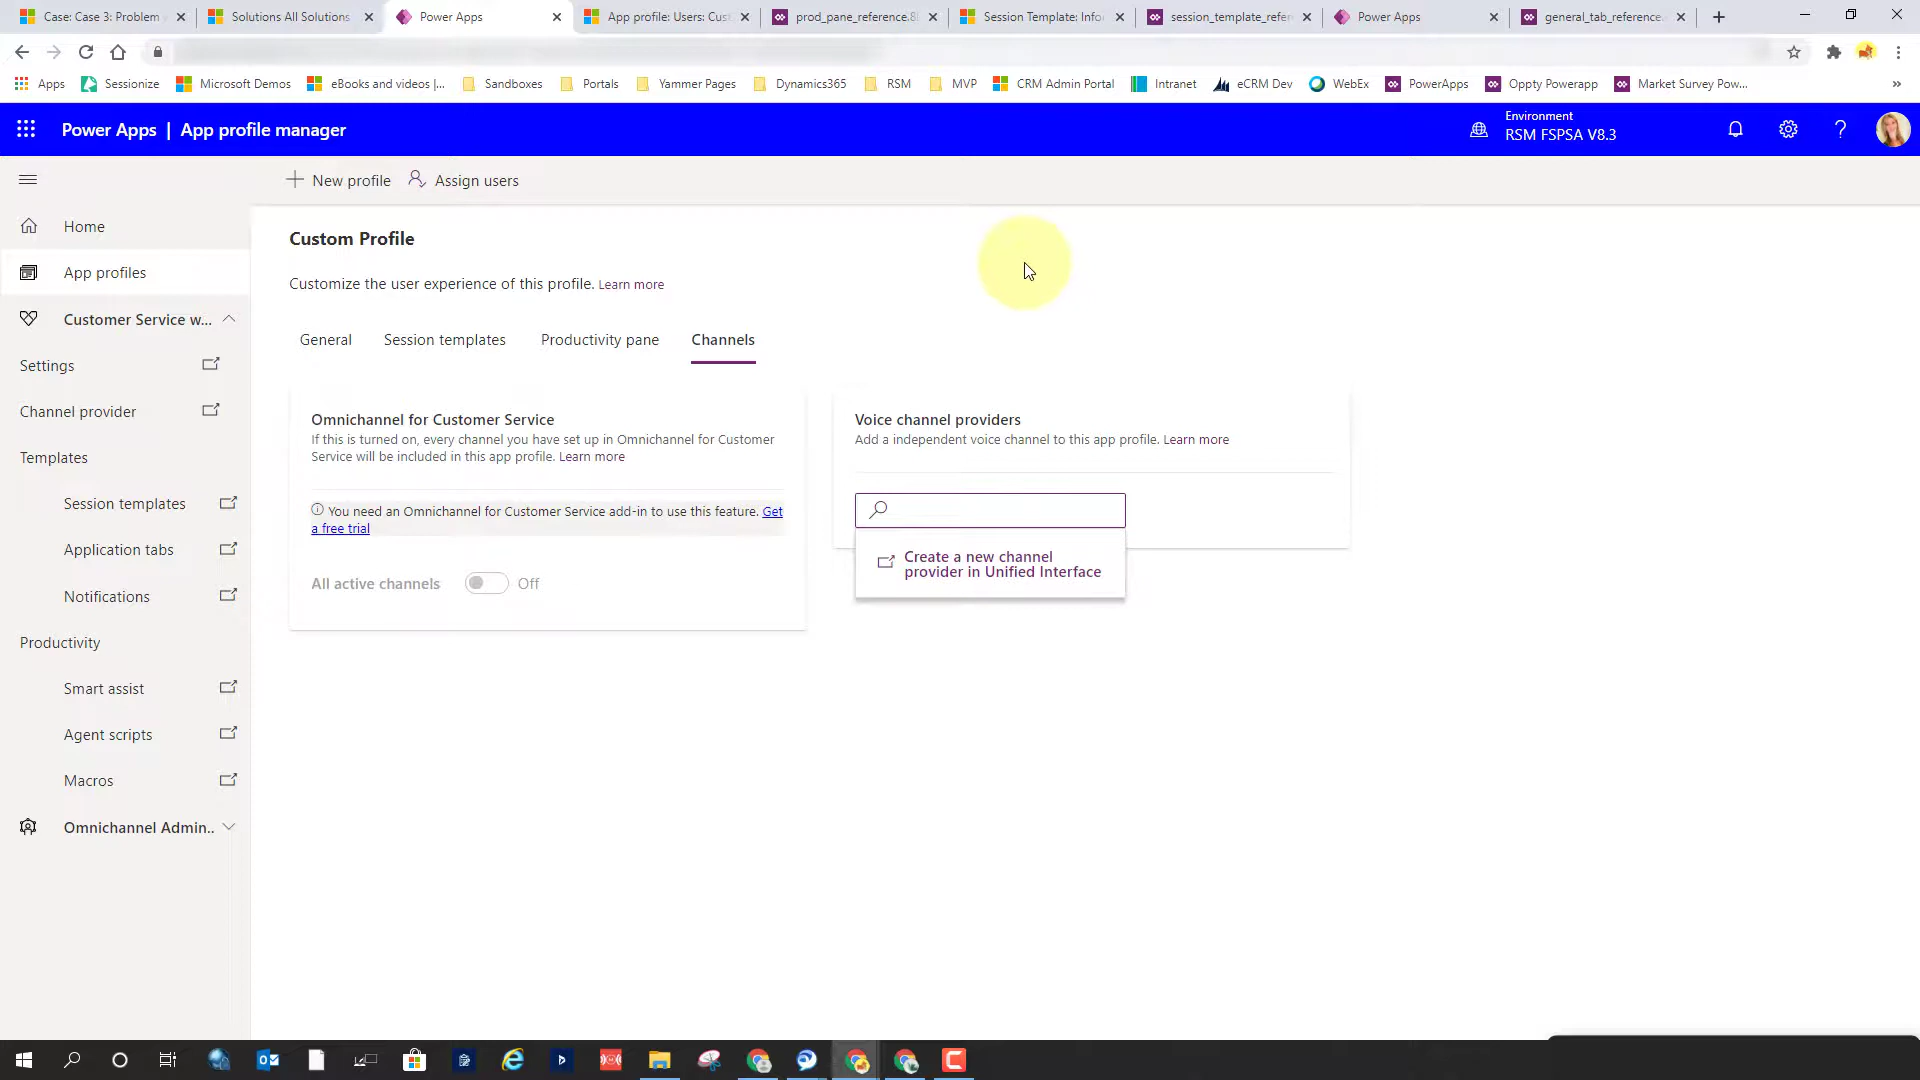 Case: Case 3: Problem
Solutions All Solutions
Power Apps
App profile: Users: Cust
prod_pane_reference.8
Session Template: Info
session_template_refer
Power Apps
general_tab_reference.
Apps
Sessionize
Microsoft Demos
eBooks and videos |...
Sandboxes
Portals
Yammer Pages
Dynamics365
RSM
MVP
CRM Admin Portal
Intranet
eCRM Dev
WebEx
PowerApps
Oppty Powerapp
Market Survey Pow...
»
Power Apps | App profile manager
Environment
RSM FSPSA V8.3
New profile
Assign users
Home
App profiles
Customer Service w...
Settings
Channel provider
Templates
Session templates
Application tabs
Notifications
Productivity
Smart assist
Agent scripts
Macros
Omnichannel Admin..
Custom Profile
Customize the user experience of this profile. Learn more
General
Session templates
Productivity pane
Channels
Omnichannel for Customer Service
If this is turned on, every channel you have set up in Omnichannel for Customer
Service will be included in this app profile. Learn more
You need an Omnichannel for Customer Service add-in to use this feature. Get
a free trial
All active channels
Off
Voice channel providers
Add a independent voice channel to this app profile. Learn more
Create a new channel
provider in Unified Interface